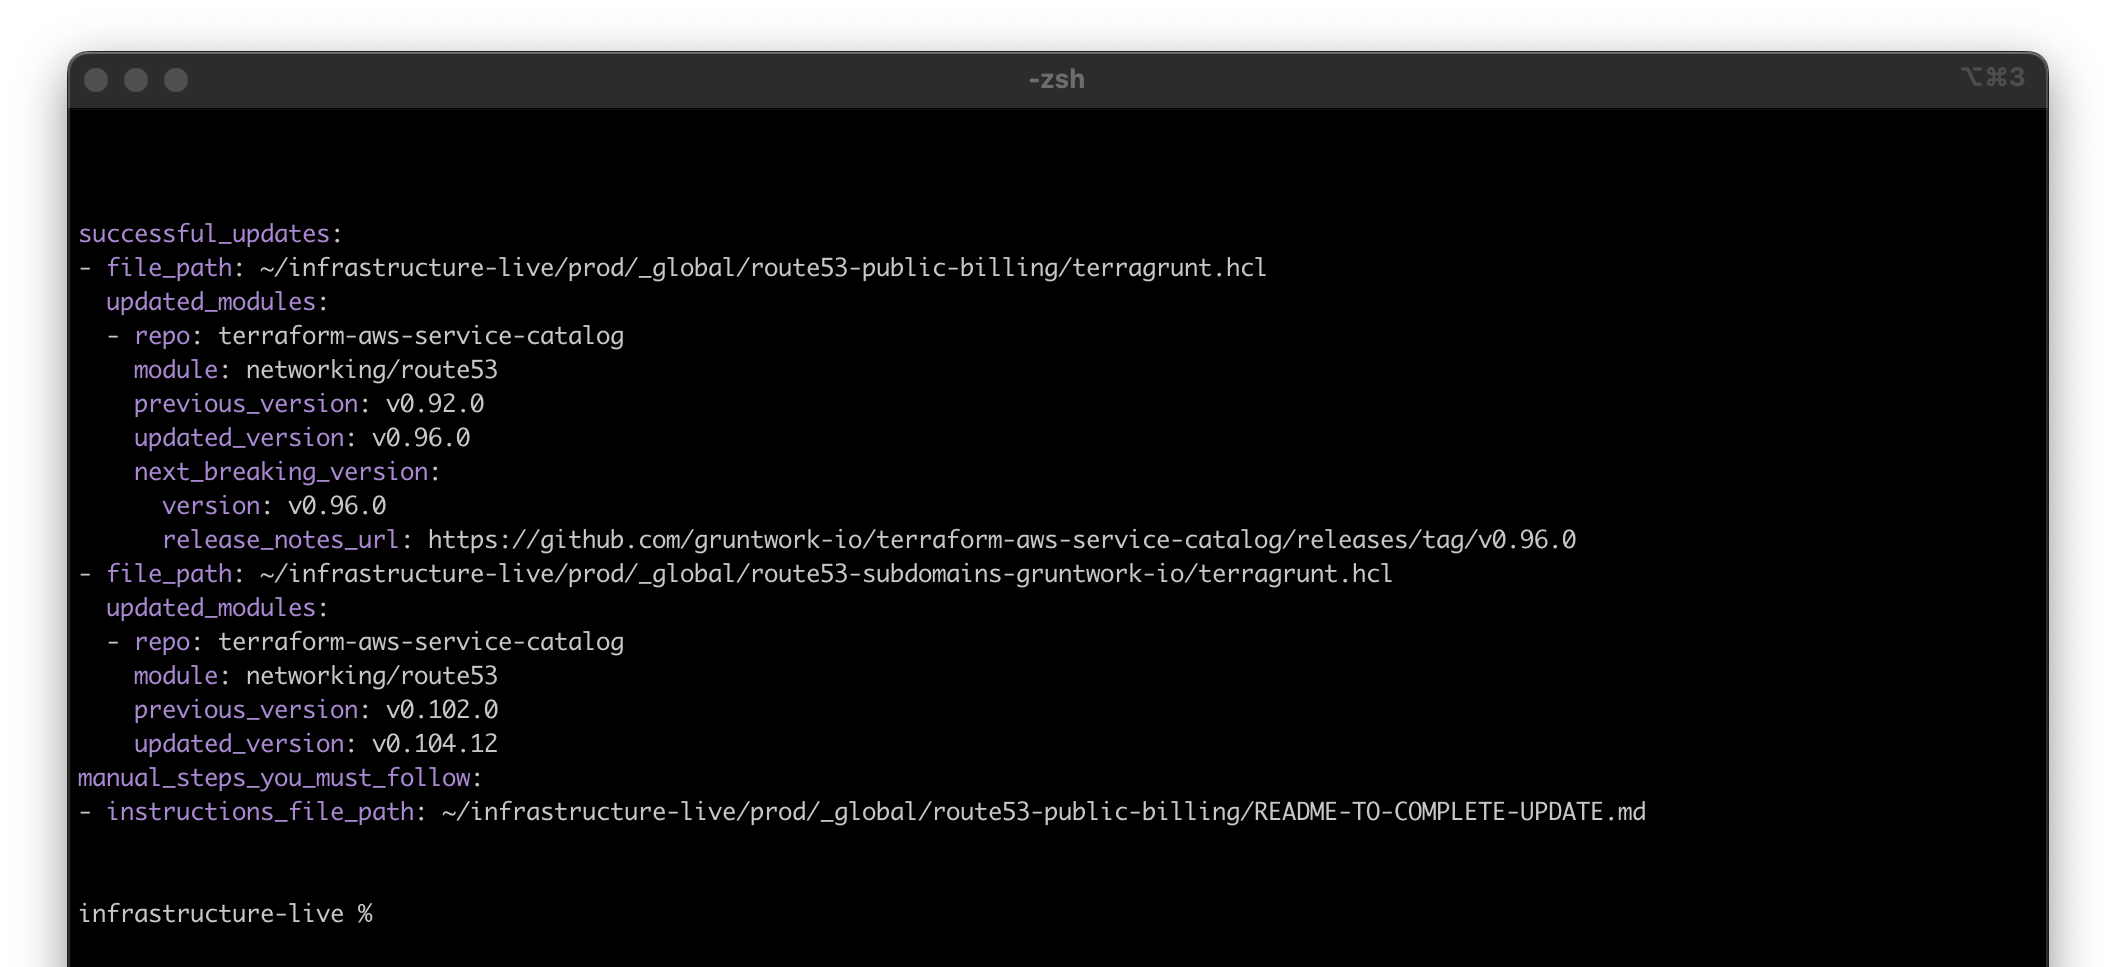 -zsh
⌥⌘3
successful_updates:
- file_path: ~/infrastructure-live/prod/_global/route53-public-billing/terragrunt.hcl
  updated_modules:
  - repo: terraform-aws-service-catalog
    module: networking/route53
    previous_version: v0.92.0
    updated_version: v0.96.0
    next_breaking_version:
      version: v0.96.0
      release_notes_url: https://github.com/gruntwork-io/terraform-aws-service-catalog/releases/tag/v0.96.0
- file_path: ~/infrastructure-live/prod/_global/route53-subdomains-gruntwork-io/terragrunt.hcl
  updated_modules:
  - repo: terraform-aws-service-catalog
    module: networking/route53
    previous_version: v0.102.0
    updated_version: v0.104.12
manual_steps_you_must_follow:
- instructions_file_path: ~/infrastructure-live/prod/_global/route53-public-billing/README-TO-COMPLETE-UPDATE.md
infrastructure-live %